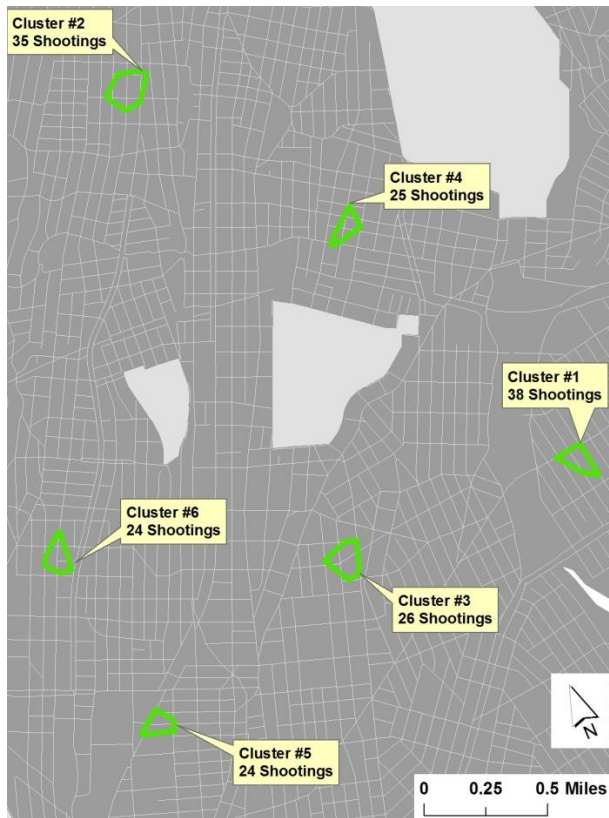 Cluster #2
35 Shootings
Cluster #4
25 Shootings
Cluster #1
38 Shootings
Cluster #6
24 Shootings
Cluster #3
26 Shootings
Cluster #5
24 Shootings
N
0 0.25 0.5 Miles